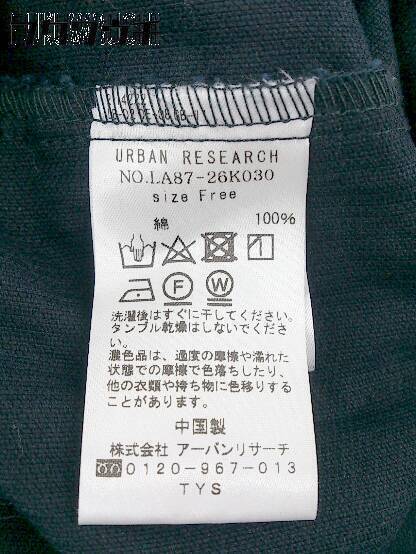 URBAN RESEARCH
NO.LA87-26K030
size Free
綿 100%
F W
洗濯後はすぐに干してください。
タンブル乾燥はしないでくださ
い。
濃色品は、過度の摩擦や濡れた
状態での摩擦で色落ちしたり、
他の衣類や持ち物に色移りする
ことがあります。
中国製
株式会社 アーバンリサーチ
0120-967-013
TYS